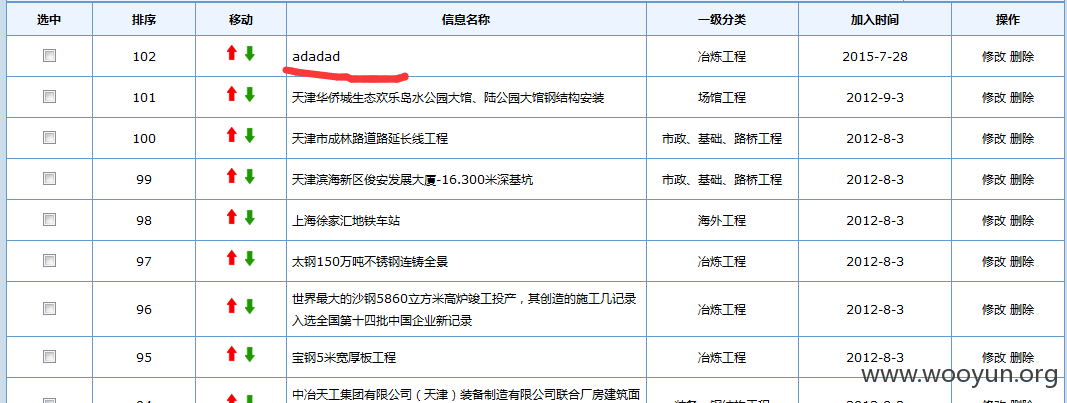 选中 排序 移动 信息名称 一级分类 加入时间 操作
102 adadad 冶炼工程 2015-7-28 修改 删除
101 天津华侨城生态欢乐岛水公园大馆、陆公园大馆钢结构安装 场馆工程 2012-9-3 修改 删除
100 天津市成林路道路延长线工程 市政、基础、路桥工程 2012-8-3 修改 删除
99 天津滨海新区俊安发展大厦-16.300米深基坑 市政、基础、路桥工程 2012-8-3 修改 删除
98 上海徐家汇地铁车站 海外工程 2012-8-3 修改 删除
97 太钢150万吨不锈钢连铸全景 冶炼工程 2012-8-3 修改 删除
96 世界最大的沙钢5860立方米高炉竣工投产，其创造的施工几记录 冶炼工程 2012-8-3 修改 删除
入选全国第十四批中国企业新记录
95 宝钢5米宽厚板工程 冶炼工程 2012-8-3 修改 删除
www.wooyun.org
中冶天工集团有限公司（天津）装备制造有限公司联合厂房建筑面